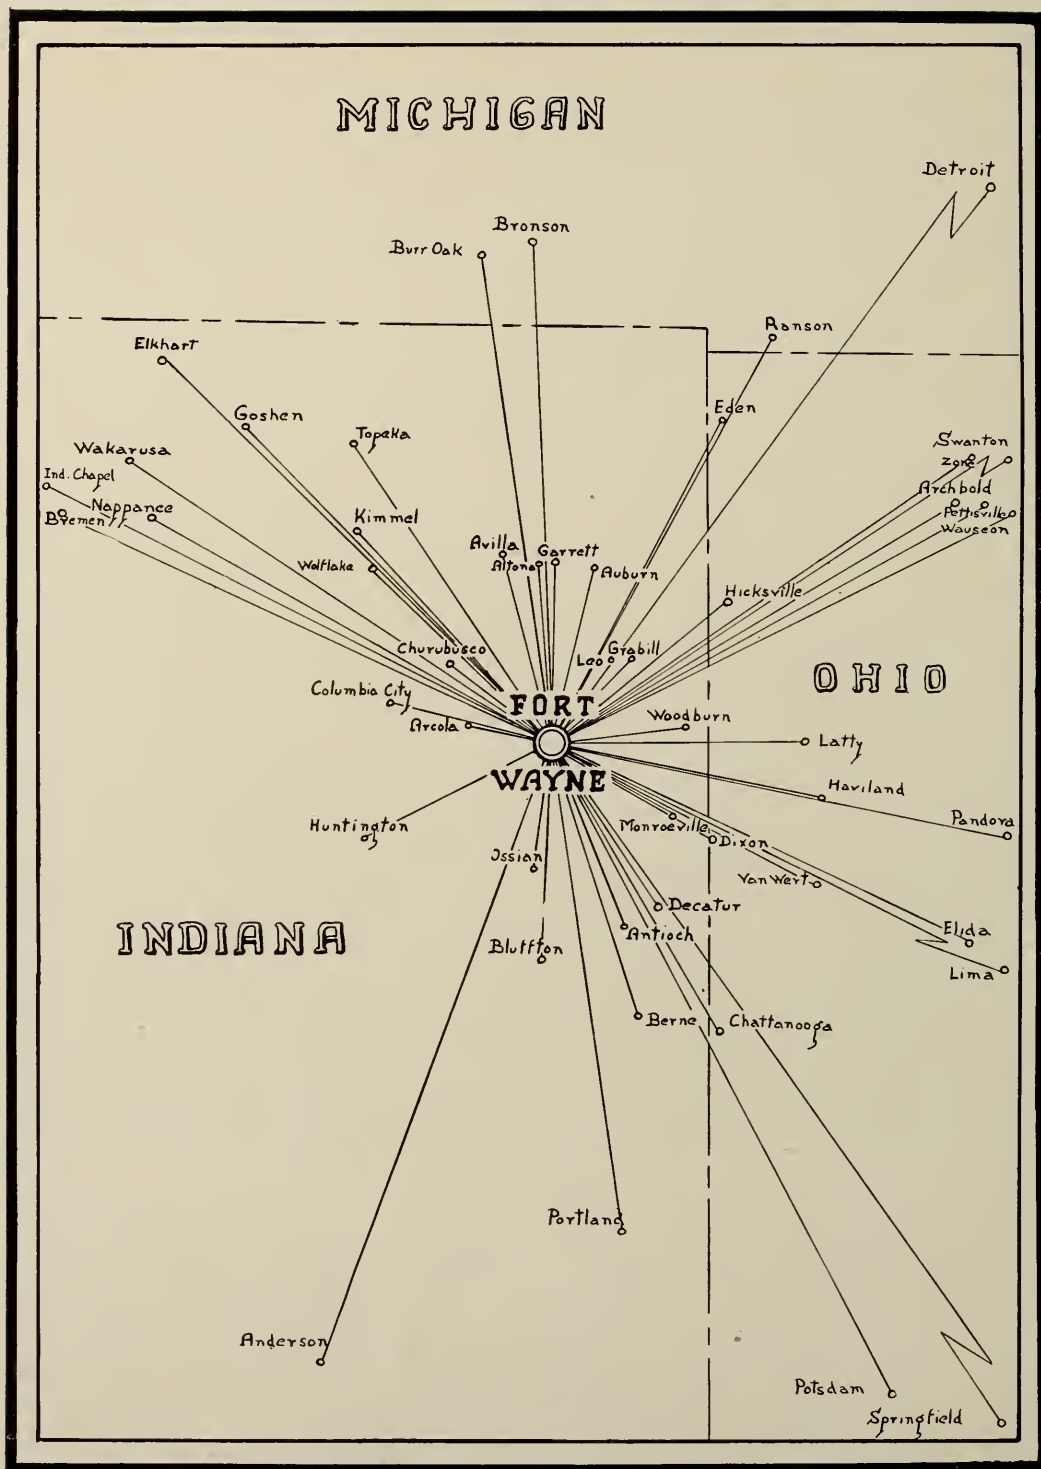 MICHIGAN
Detroit
Bronson
Burr Oak
Ranson
Elkhart
Eden
Goshen
Topeka
Swanton
Wakarusa
Zone
Ind. Chapel
Archbold
Nappanee
Pettisville
Bremen
Kimmel
Wauseon
Avilla
Garrett
Altona
Auburn
Wolflake
Hicksville
Churubusco
Leo
Grabill
OHIO
Columbia City
FORT
Woodburn
Arcola
Latty
WAYNE
Haviland
Huntington
Monroeville
Pandora
Dixon
Ossian
Van Wert
Decatur
INDIANA
Antioch
Elida
Bluffton
Lima
Berne
Chattanooga
Portland
Anderson
Potsdam
Springfield